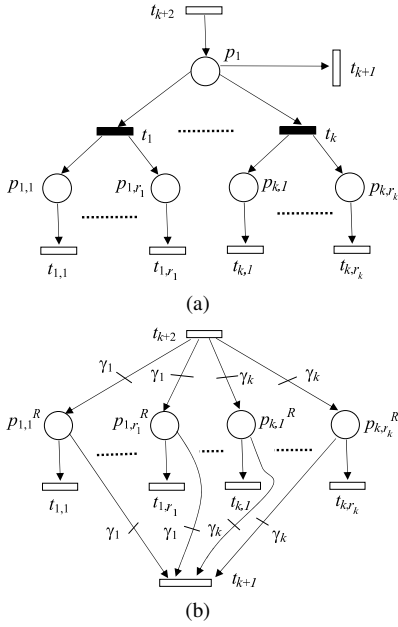 t_{k+2}
p_1
t_{k+1}
t_1
t_k
p_{1,1} p_{1,r_1} p_{k,1} p_{k,r_k}
t_{1,1} t_{1,r_1} t_{k,1} t_{k,r_k}
(a)
t_{k+2}
γ_1 γ_1 γ_k γ_k
p_{1,1}^R p_{1,r_1}^R p_{k,1}^R p_{k,r_k}^R
t_{1,1} t_{1,r_1} t_{k,1} t_{k,r_k}
γ_1 γ_1 γ_k γ_k
t_{k+1}
(b)